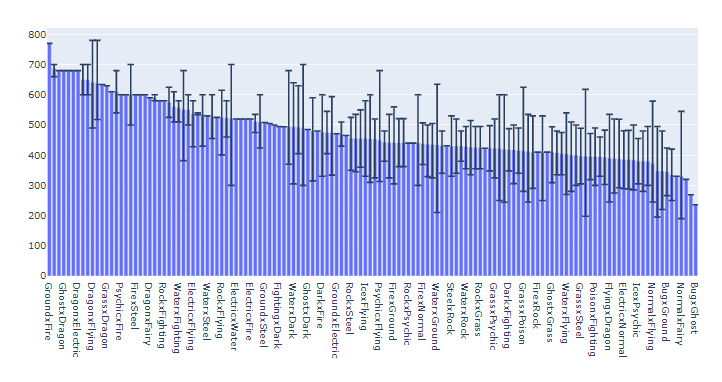 800
700
600
500
400
300
200
100
0
GroundxFire
GhostxDragon
DragonxElectric
DragonxFlying
GrassxDragon
PsychicxFire
FirexSteel
DragonxFairy
RockxFighting
WaterxFighting
ElectricxFlying
WaterxSteel
RockxFlying
ElectricxWater
ElectricxFire
GroundxSteel
FightingxDark
WaterxDark
GhostxDark
DarkxFire
GroundxElectric
RockxSteel
IcexFlying
PsychicxFlying
FirexGround
RockxPsychic
FirexNormal
WaterxGround
SteelxRock
WaterxRock
RockxGrass
GrassxPsychic
DarkxFighting
GrassxPoison
FirexRock
GhostxGrass
WaterxFlying
GrassxSteel
PoisonxFighting
FlyingxDragon
ElectricxNormal
IcexPsychic
NormalxFlying
BugxGround
NormalxFairy
BugxGhost